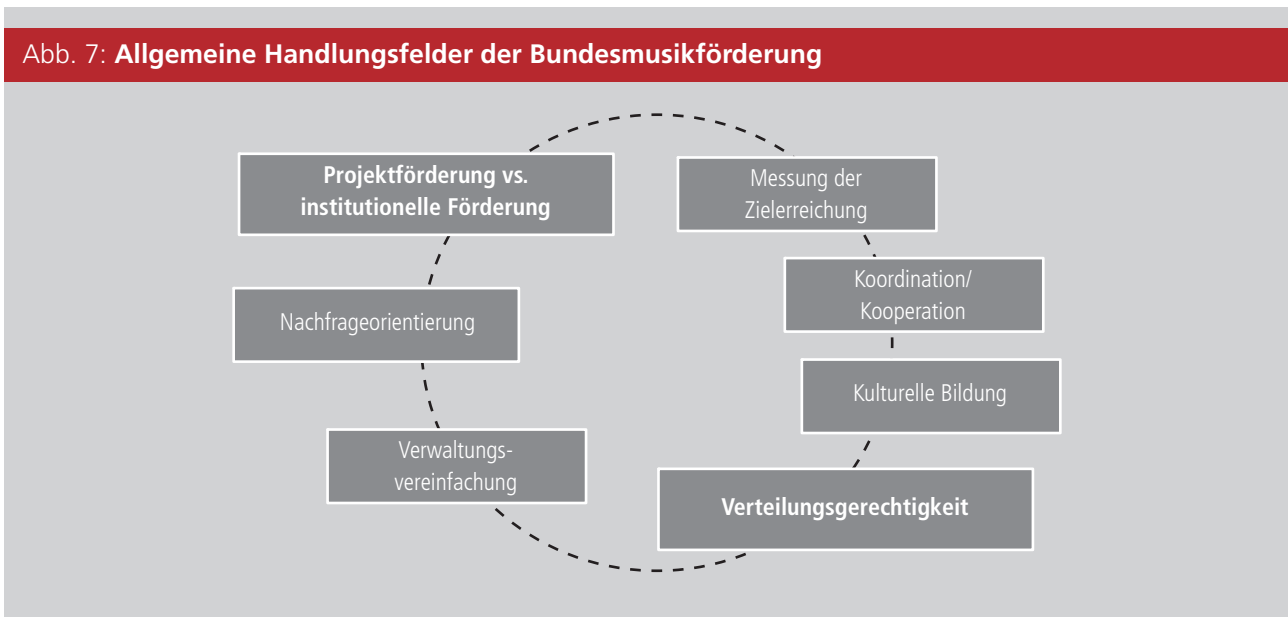 Abb. 7: Allgemeine Handlungsfelder der Bundesmusikförderung
Projektförderung vs.
institutionelle Förderung
Messung der
Zielerreichung
Koordination/
Kooperation
Nachfrageorientierung
Kulturelle Bildung
Verwaltungs-
vereinfachung
Verteilungsgerechtigkeit